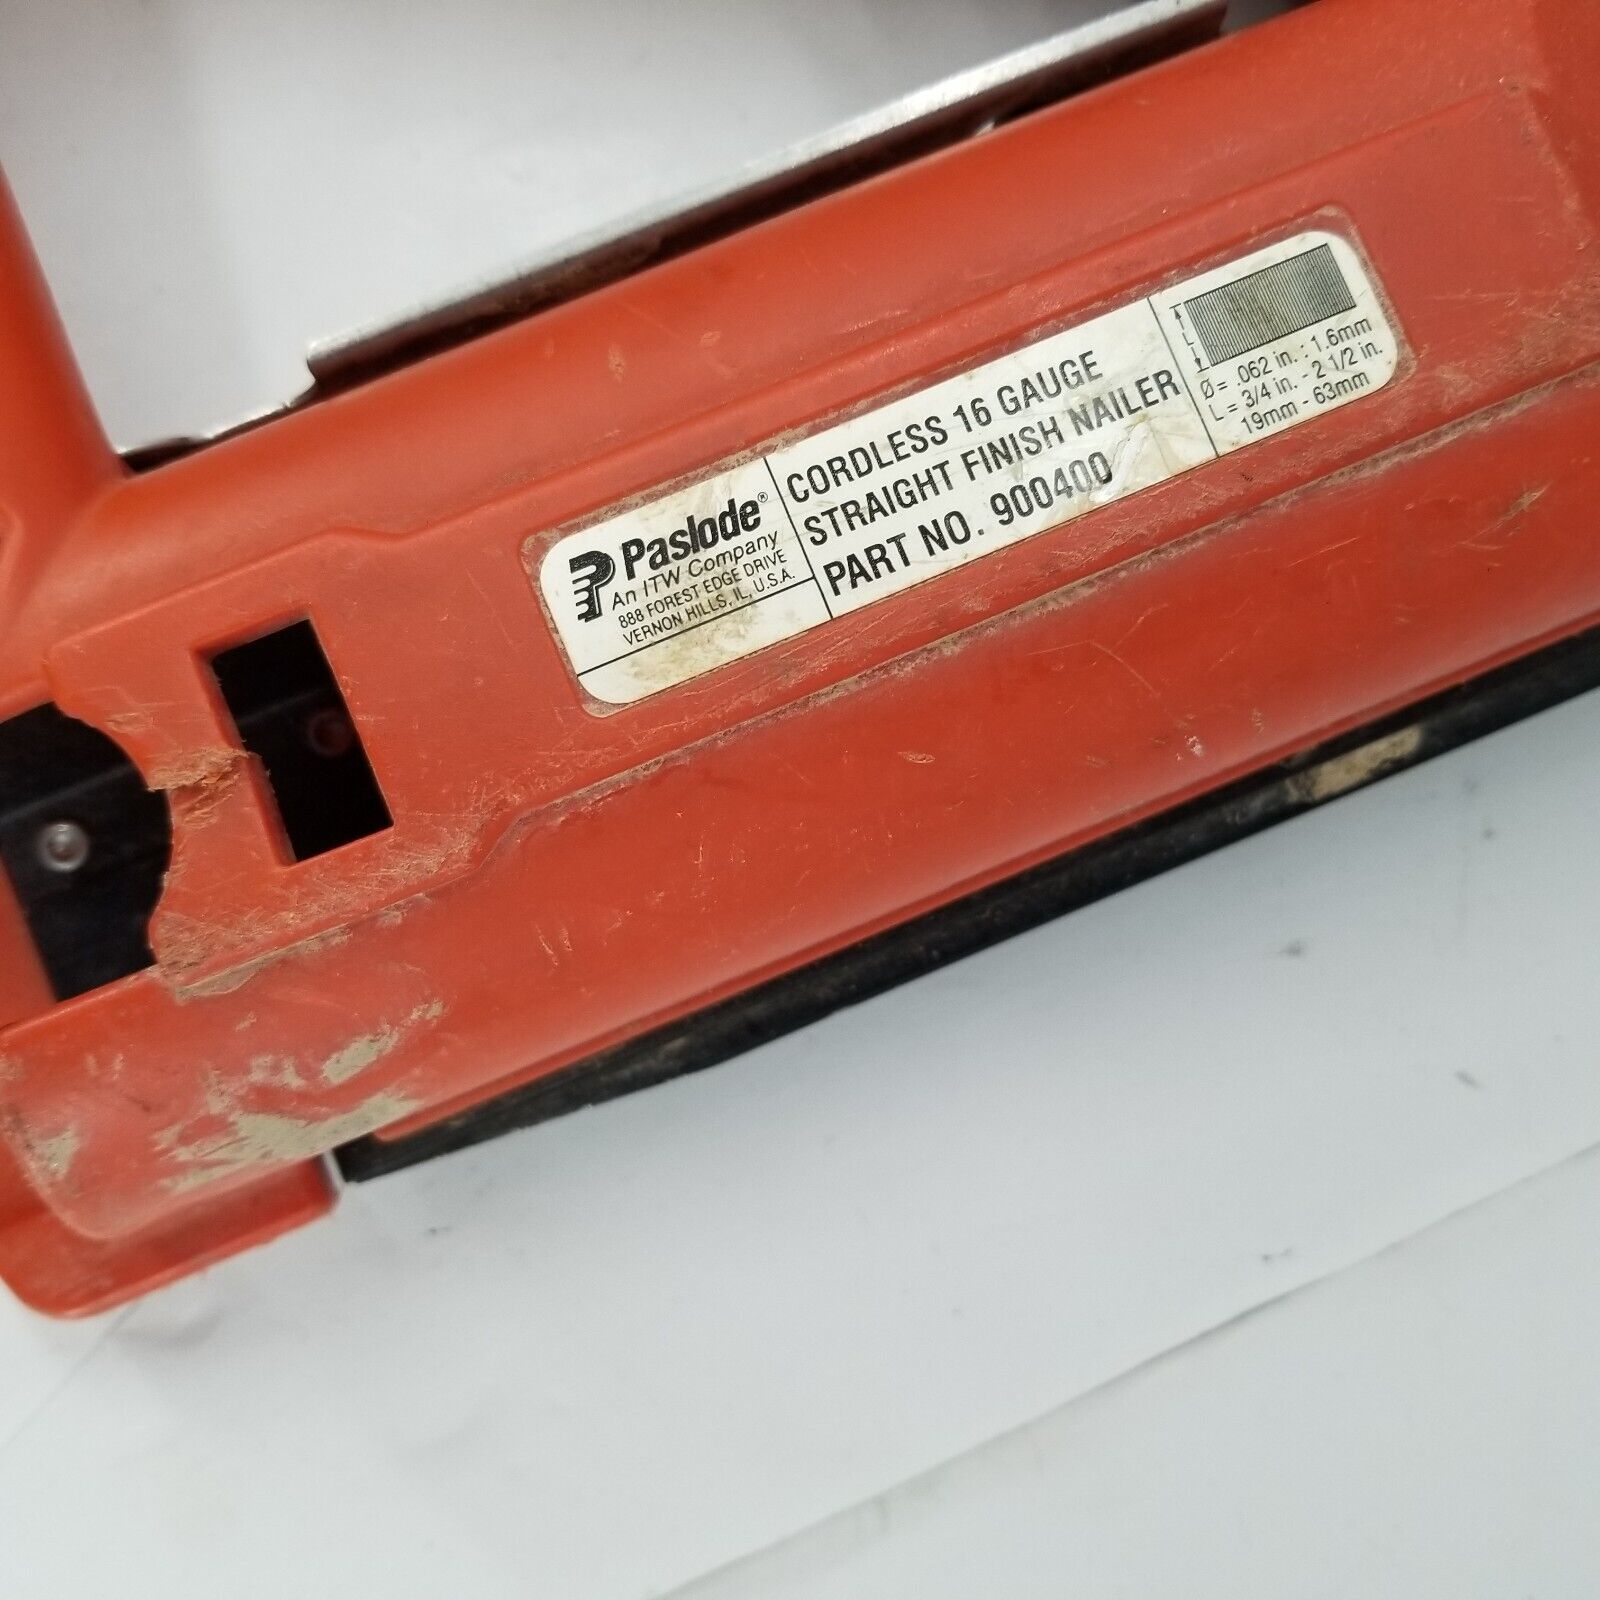 Paslode®
An ITW Company
888 FOREST EDGE DRIVE
VERNON HILLS, IL, U.S.A.
CORDLESS 16 GAUGE
STRAIGHT FINISH NAILER
PART NO. 900400
L
Ø = .062 in. : 1.6mm
L = 3/4 in. - 2 1/2 in.
19mm - 63mm